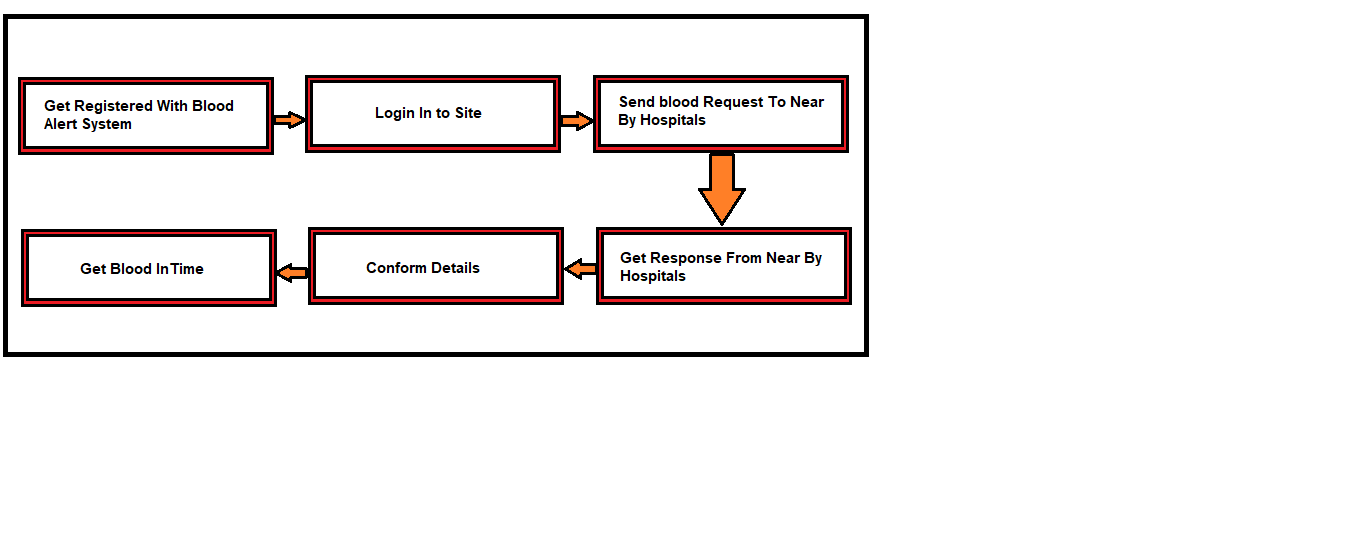 Get Registered With Blood
Alert System
Login In to Site
Send blood Request To Near
By Hospitals
Get Response From Near By
Hospitals
Conform Details
Get Blood InTime